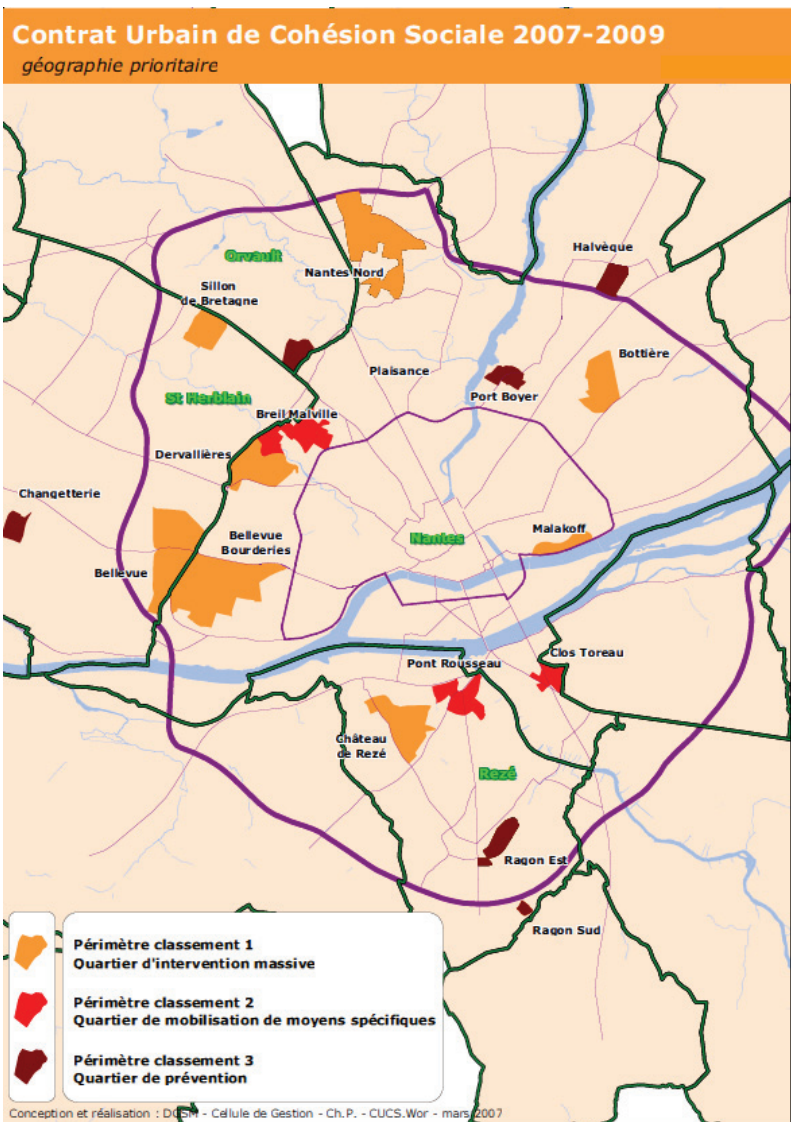 Contrat Urbain de Cohésion Sociale 2007-2009
géographie prioritaire
Halvèque
Orvault
Nantes Nord
Sillon
de Bretagne
Bottière
Plaisance
Port Boyer
St Herblain
Breil Malville
Dervallières
Changetterie
Malakoff
Bellevue
Bourderies
Nantes
Bellevue
Clos Toreau
Pont Rousseau
Château
de Rezé
Rezé
Ragon Est
Ragon Sud
Périmètre classement 1
Quartier d'intervention massive
Périmètre classement 2
Quartier de mobilisation de moyens spécifiques
Périmètre classement 3
Quartier de prévention
Conception et réalisation : DGSM - Cellule de Gestion - Ch.P. - CUCS.Wor - mars 2007